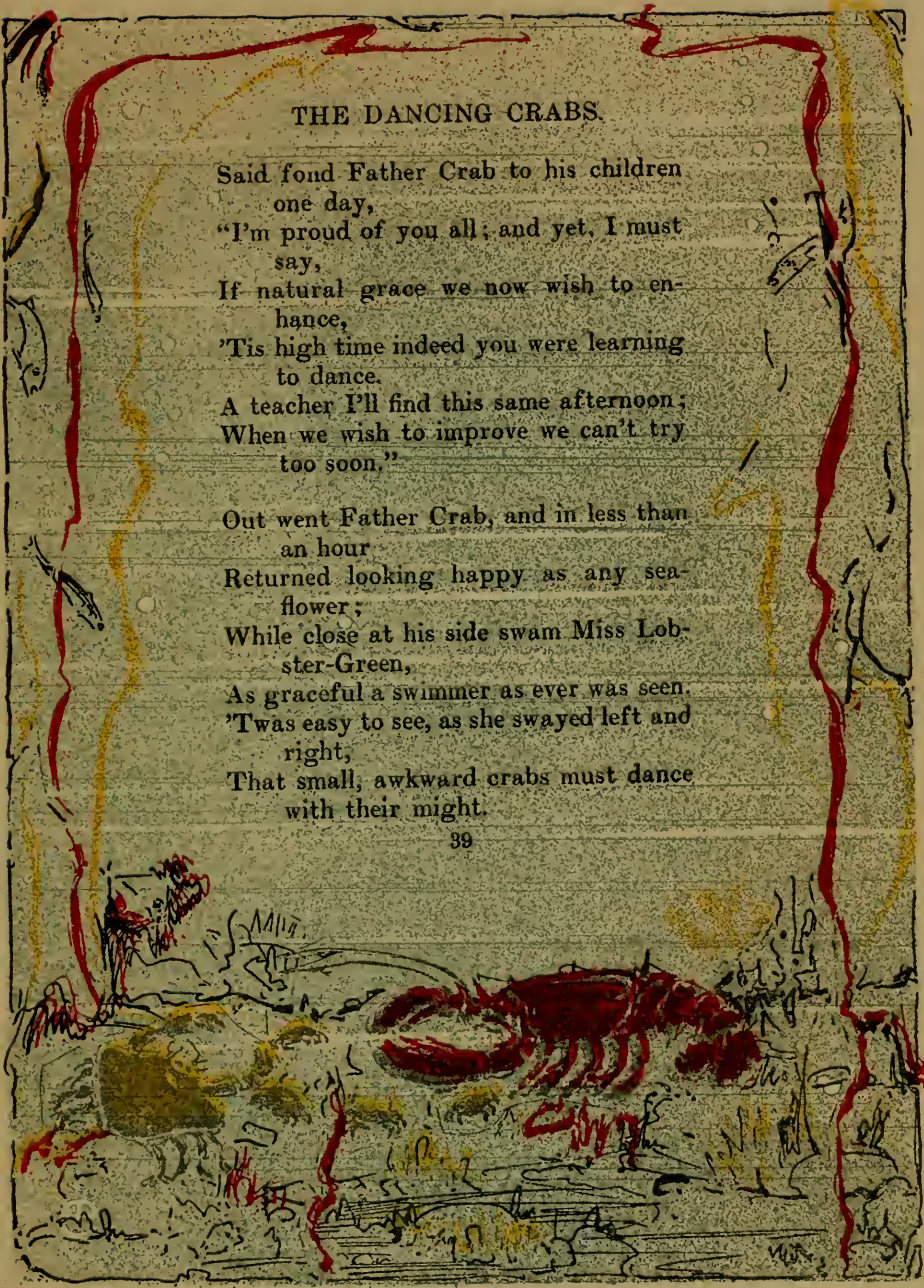 THE DANCING CRABS.
Said fond Father Crab to his children
one day,
“I’m proud of you all; and yet, I must
say,
If natural grace we now wish to en-
hance,
’Tis high time indeed you were learning
to dance.
A teacher I’ll find this same afternoon;
When we wish to improve we can’t try
too soon.”
Out went Father Crab, and in less than
an hour
Returned looking happy as any sea-
flower;
While close at his side swam Miss Lob-
ster-Green,
As graceful a swimmer as ever was seen.
’Twas easy to see, as she swayed left and
right,
That small, awkward crabs must dance
with their might.
39